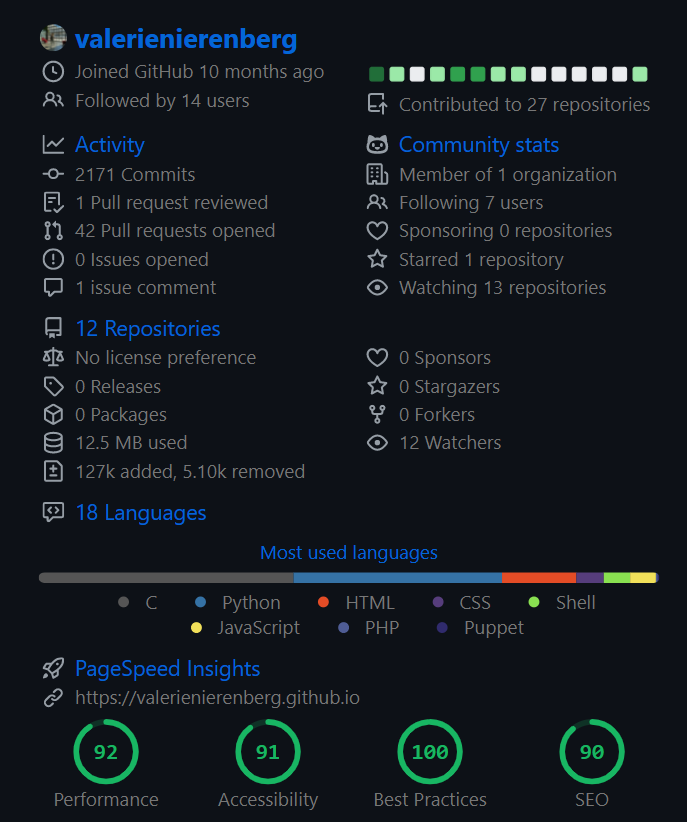 valerienierenberg
Joined GitHub 10 months ago
Followed by 14 users
Contributed to 27 repositories
Activity
2171 Commits
1 Pull request reviewed
42 Pull requests opened
0 Issues opened
1 issue comment
Community stats
Member of 1 organization
Following 7 users
Sponsoring 0 repositories
Starred 1 repository
Watching 13 repositories
12 Repositories
No license preference
0 Releases
0 Packages
12.5 MB used
127k added, 5.10k removed
0 Sponsors
0 Stargazers
0 Forkers
12 Watchers
18 Languages
Most used languages
C Python HTML CSS Shell
JavaScript PHP Puppet
PageSpeed Insights
https://valerienierenberg.github.io
92 91 100 90
Performance Accessibility Best Practices SEO